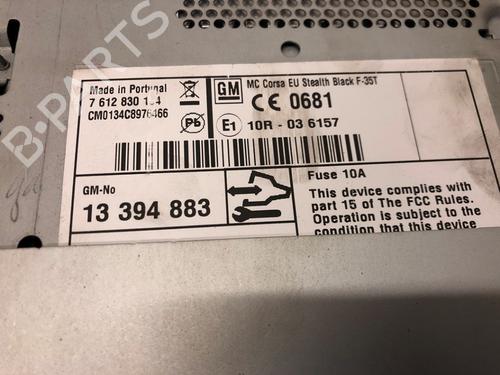 Made in Portugal
7 612 830 104
CM0134C8976466
Pb
GM
MC Corsa EU Stealth Black F-35T
CE 0681
E1 10R - 03 6157
GM-No
13 394 883
Fuse 10A
This device complies with
part 15 of The FCC Rules.
Operation is subject to the
condition that this device
B-PARTS